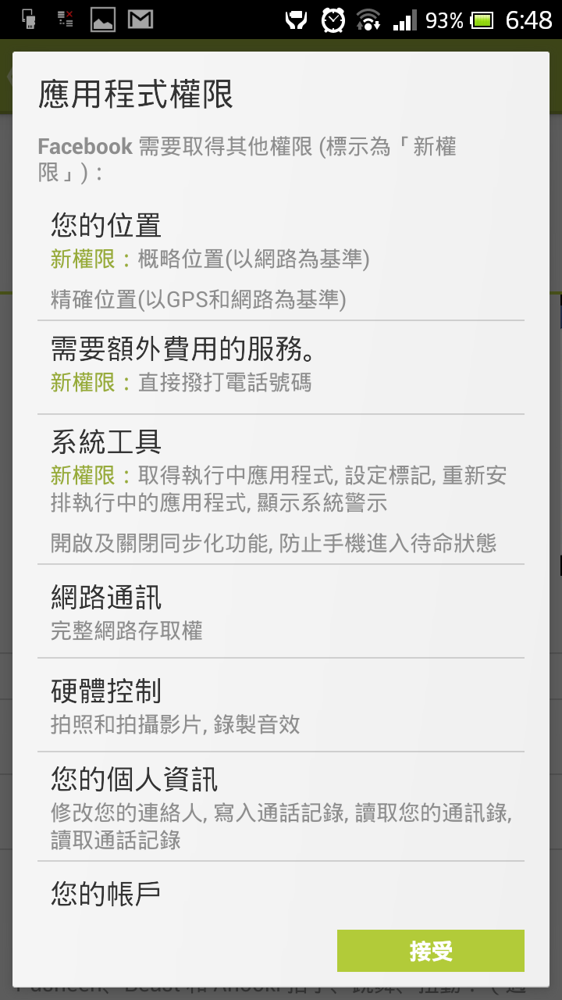 93% 6:48
應用程式權限
Facebook 需要取得其他權限 (標示為「新權
限」)：
您的位置
新權限：概略位置(以網路為基準)
精確位置(以GPS和網路為基準)
需要額外費用的服務。
新權限：直接撥打電話號碼
系統工具
新權限：取得執行中應用程式, 設定標記, 重新安
排執行中的應用程式, 顯示系統警示
開啟及關閉同步化功能, 防止手機進入待命狀態
網路通訊
完整網路存取權
硬體控制
拍照和拍攝影片, 錄製音效
您的個人資訊
修改您的連絡人, 寫入通話記錄, 讀取您的通訊錄,
讀取通話記錄
您的帳戶
接受